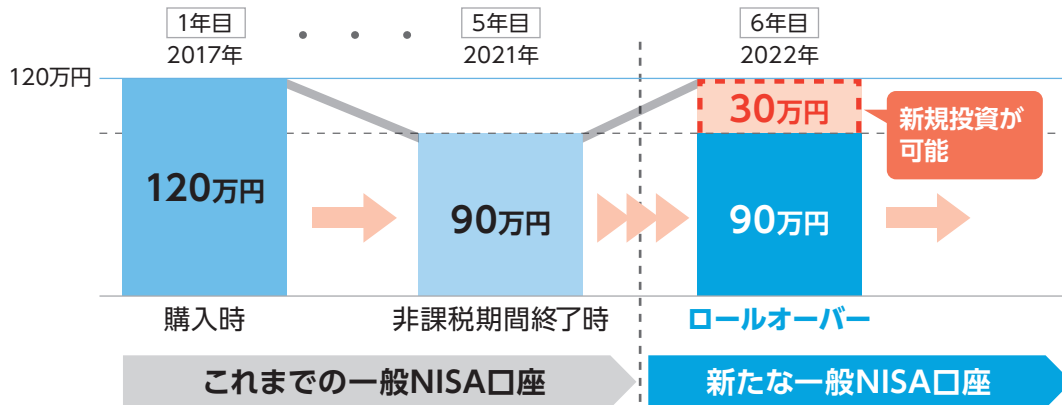 1年目
2017年
・ ・ ・
5年目
2021年
6年目
2022年
120万円
120万円
90万円
30万円
90万円
新規投資が
可能
購入時
非課税期間終了時
ロールオーバー
これまでの一般NISA口座
新たな一般NISA口座